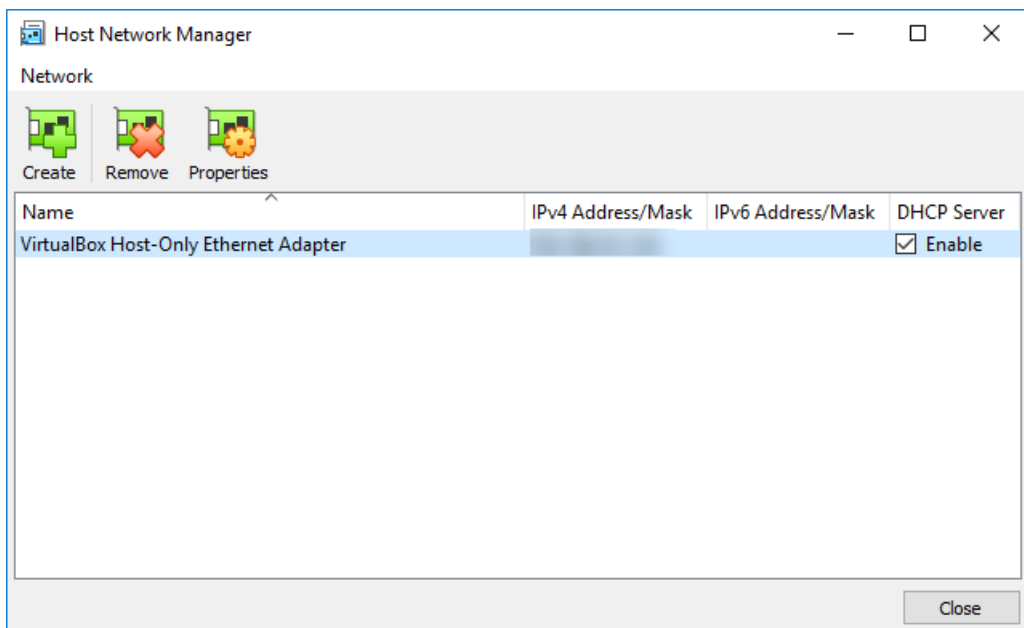 Host Network Manager
Network
Create Remove Properties
Name IPv4 Address/Mask IPv6 Address/Mask DHCP Server
VirtualBox Host-Only Ethernet Adapter Enable
Close